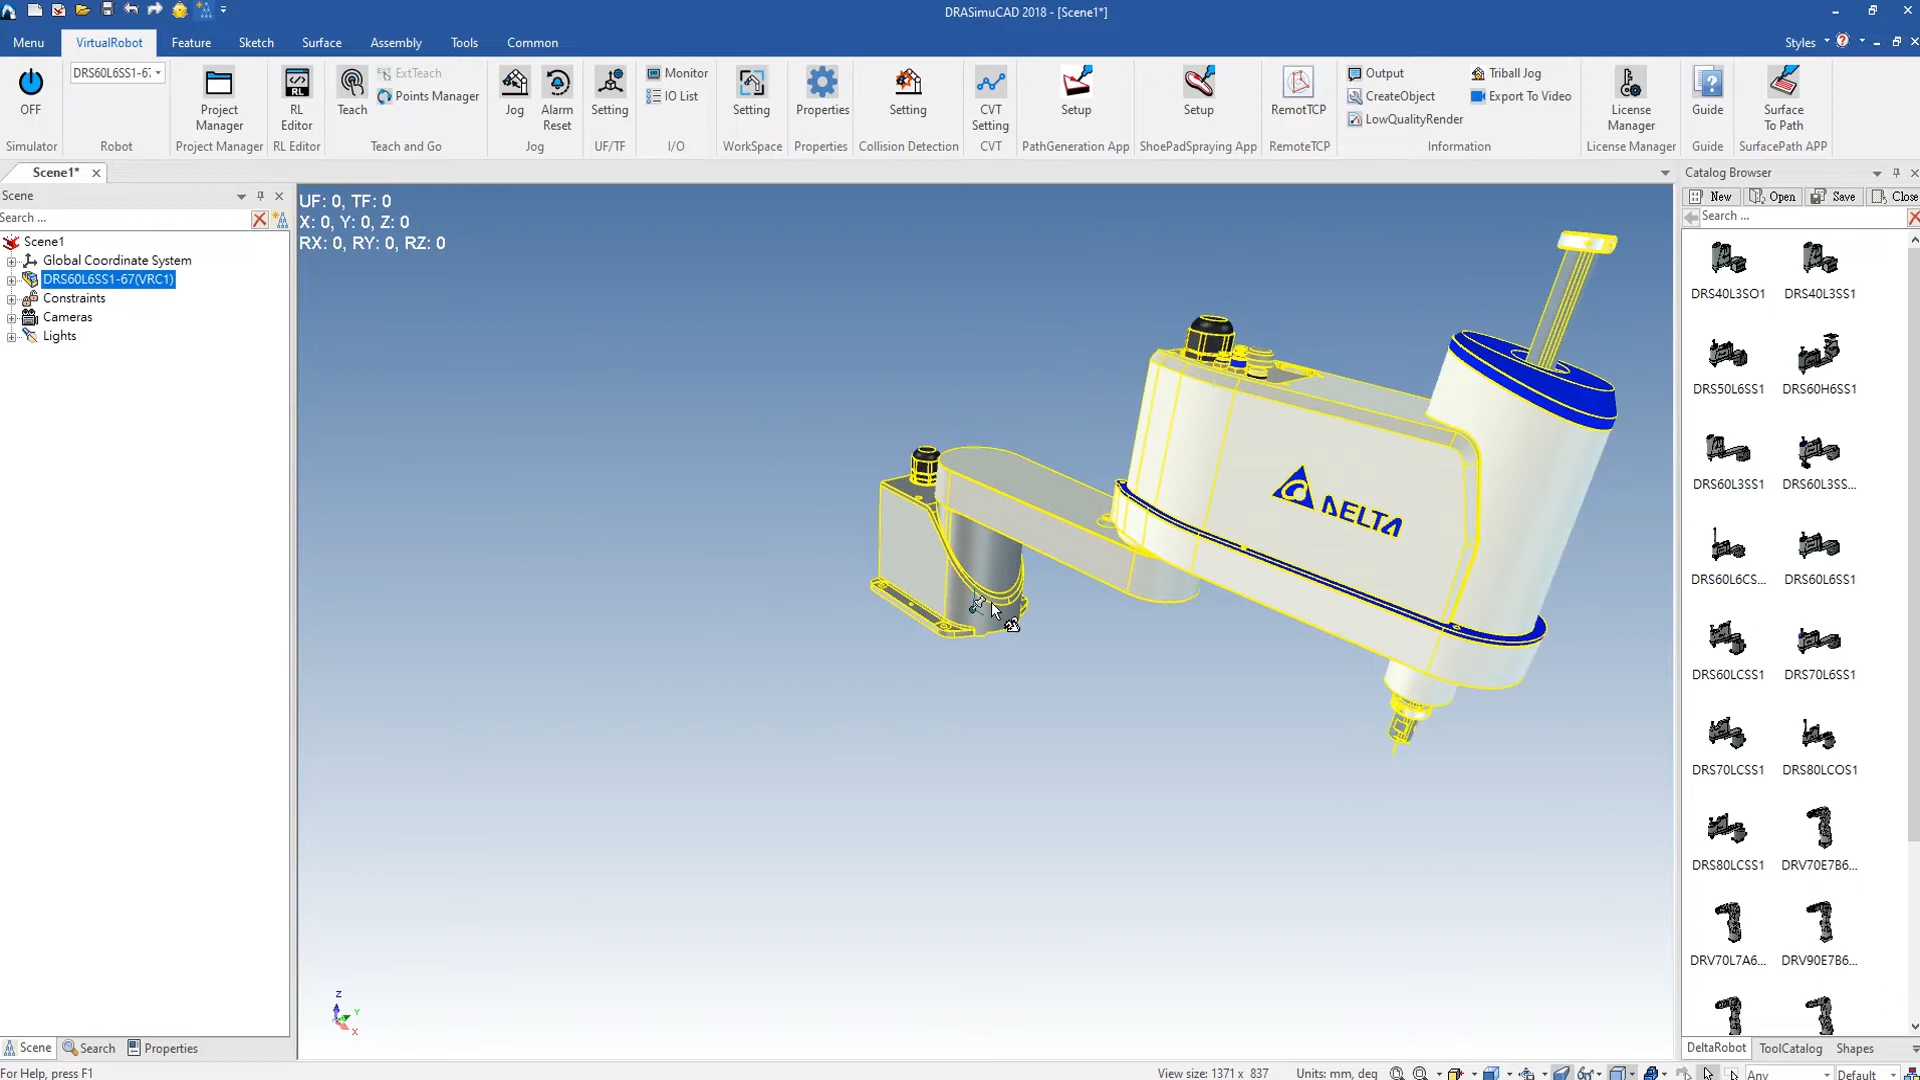 DRASimuCAD 2018 - [Scene1*]
Menu VirtualRobot Feature Sketch Surface Assembly Tools Common Styles
OFF
Simulator
DRS60L6SS1-67
Robot
Project Manager
Project Manager
RL Editor
RL Editor
Teach
ExtTeach
Points Manager
Teach and Go
Jog
Alarm Reset
Jog
Setting
UF/TF
Monitor
IO List
I/O
Setting
WorkSpace
Properties
Properties
Setting
Collision Detection
CVT Setting
CVT
Setup
PathGeneration App
Setup
ShoePadSpraying App
RemotTCP
RemoteTCP
Output
CreateObject
LowQualityRender
Triball Jog
Export To Video
Information
License Manager
License Manager
Guide
Guide
Surface To Path
SurfacePath APP
Scene1*
Scene
Search ...
Scene1
Global Coordinate System
DRS60L6SS1-67(VRC1)
Constraints
Cameras
Lights
UF: 0, TF: 0
X: 0, Y: 0, Z: 0
RX: 0, RY: 0, RZ: 0
DELTA
Z
Y
X
Catalog Browser
New Open Save Close
Search ...
DRS40L3SO1 DRS40L3SS1
DRS50L6SS1 DRS60H6SS1
DRS60L3SS1 DRS60L3SS...
DRS60L6CS... DRS60L6SS1
DRS60LCSS1 DRS70L6SS1
DRS70LCSS1 DRS80LCOS1
DRS80LCSS1 DRV70E7B6...
DRV70L7A6... DRV90E7B6...
DeltaRobot ToolCatalog Shapes
Scene Search Properties
For Help, press F1
View size: 1371 x 837 Units: mm, deg Any Default